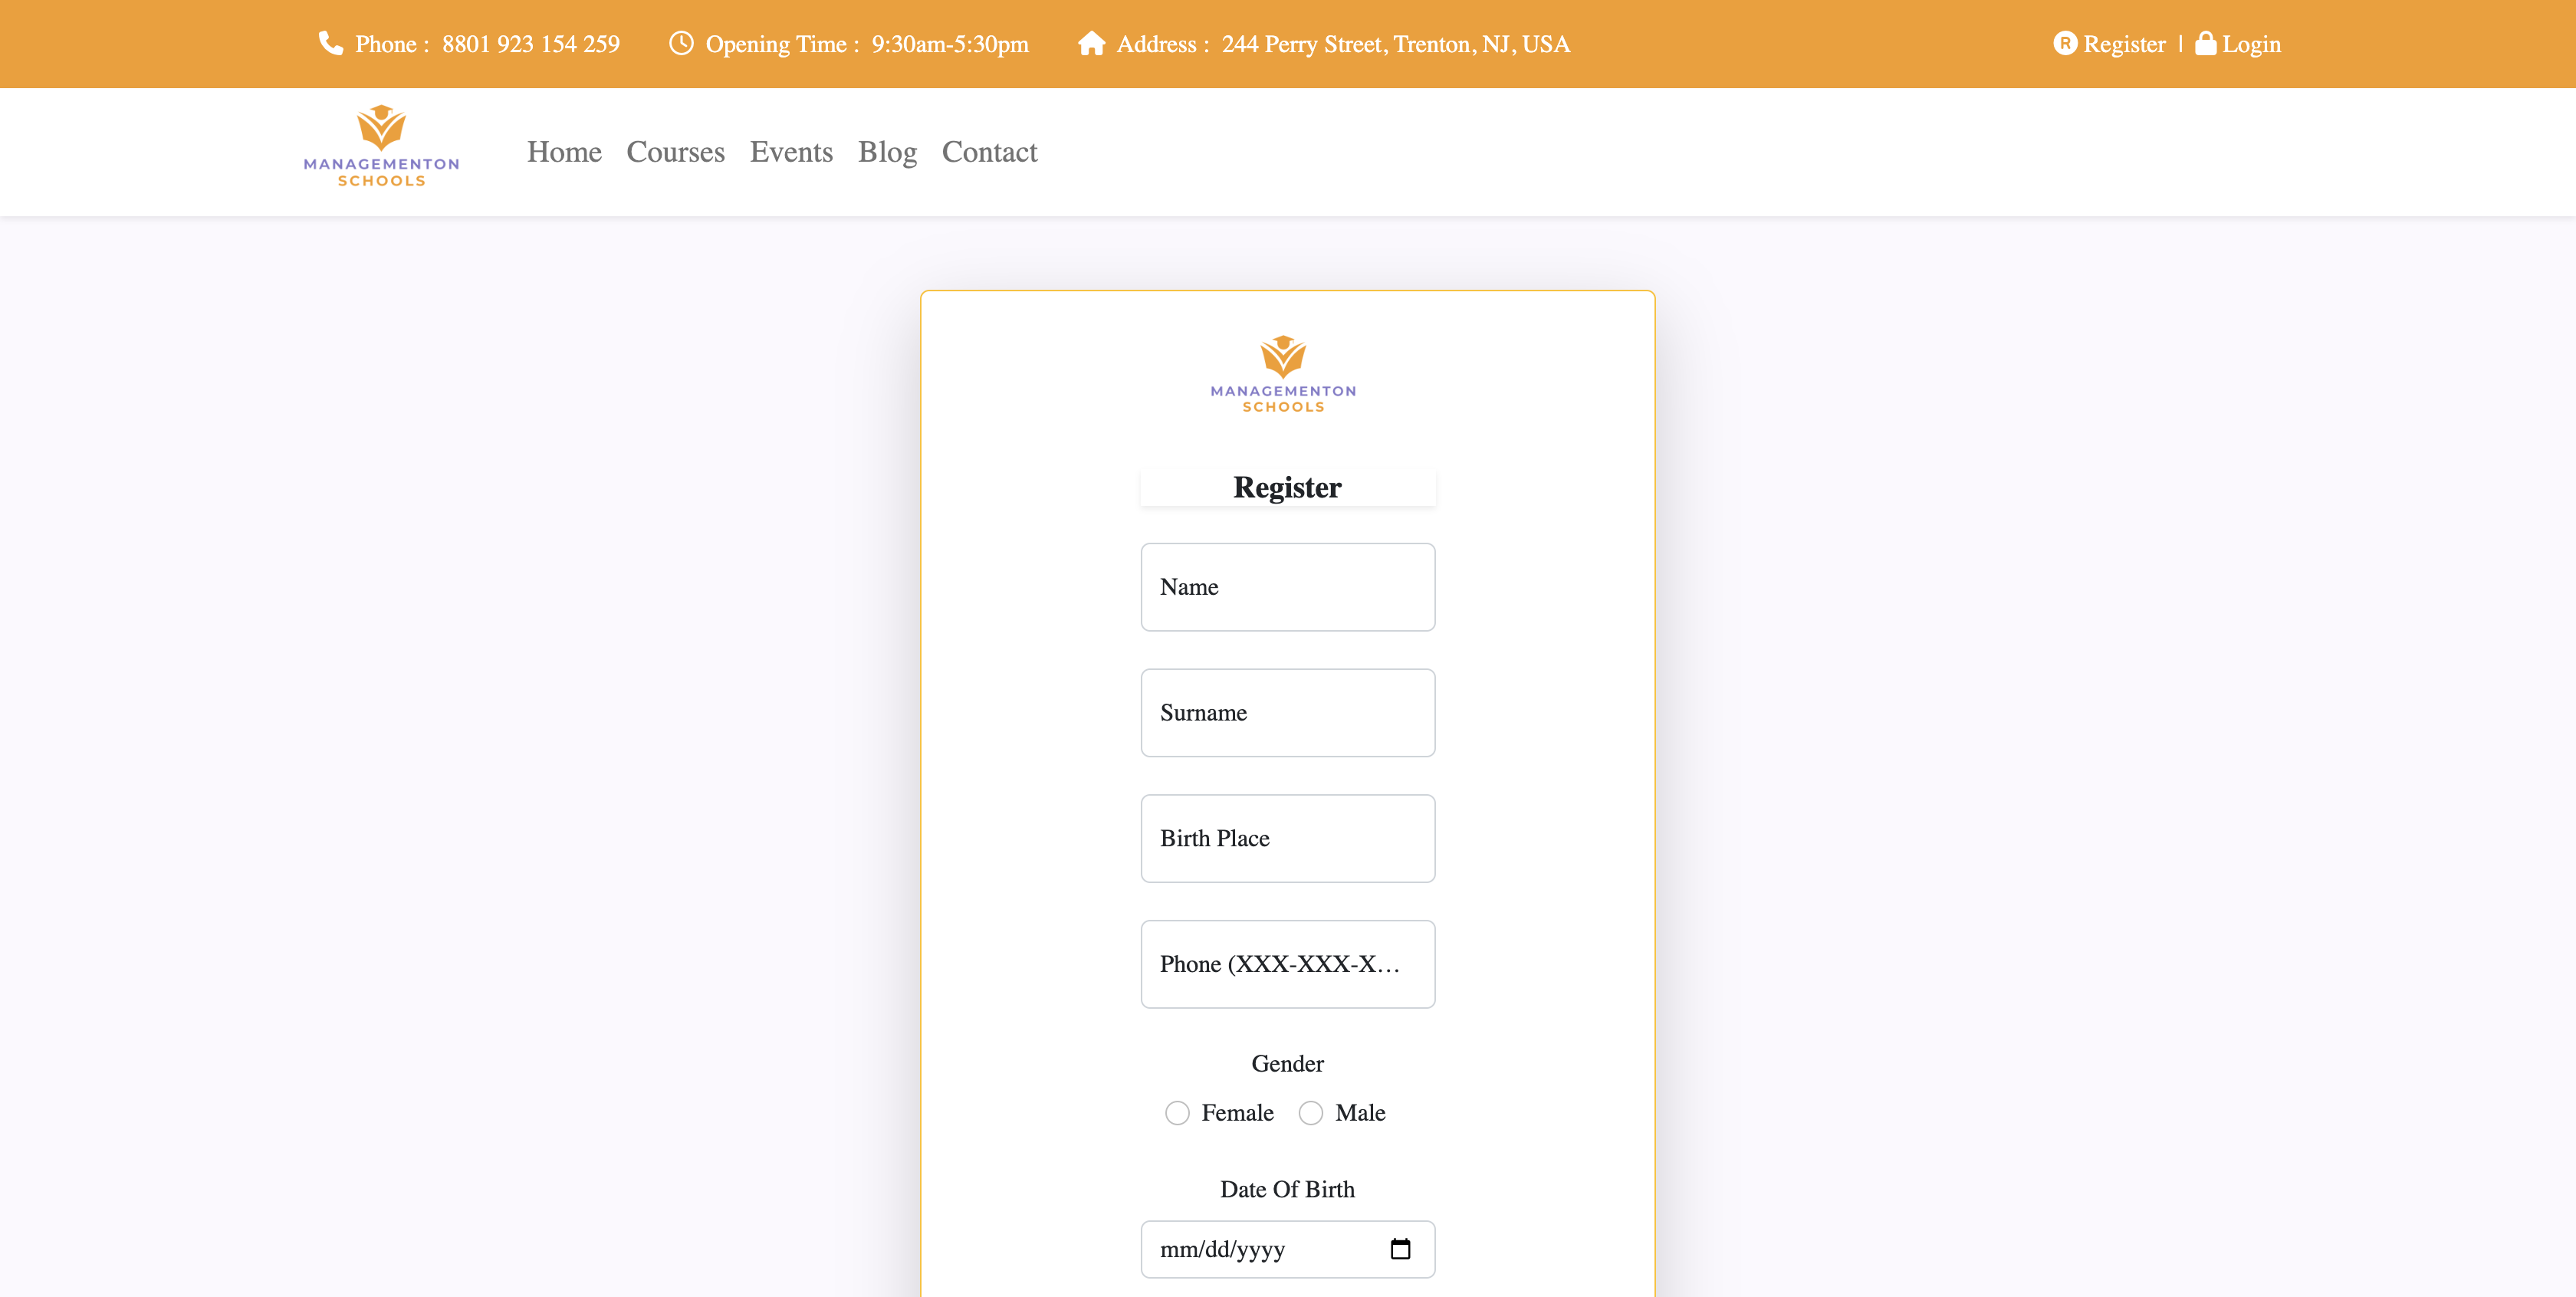 Phone : 8801 923 154 259 Opening Time : 9:30am-5:30pm Address : 244 Perry Street, Trenton, NJ, USA R Register | Login
MANAGEMENTON
SCHOOLS
Home Courses Events Blog Contact
MANAGEMENTON
SCHOOLS
Register
Name
Surname
Birth Place
Phone (XXX-XXX-X...
Gender
Female Male
Date Of Birth
mm/dd/yyyy